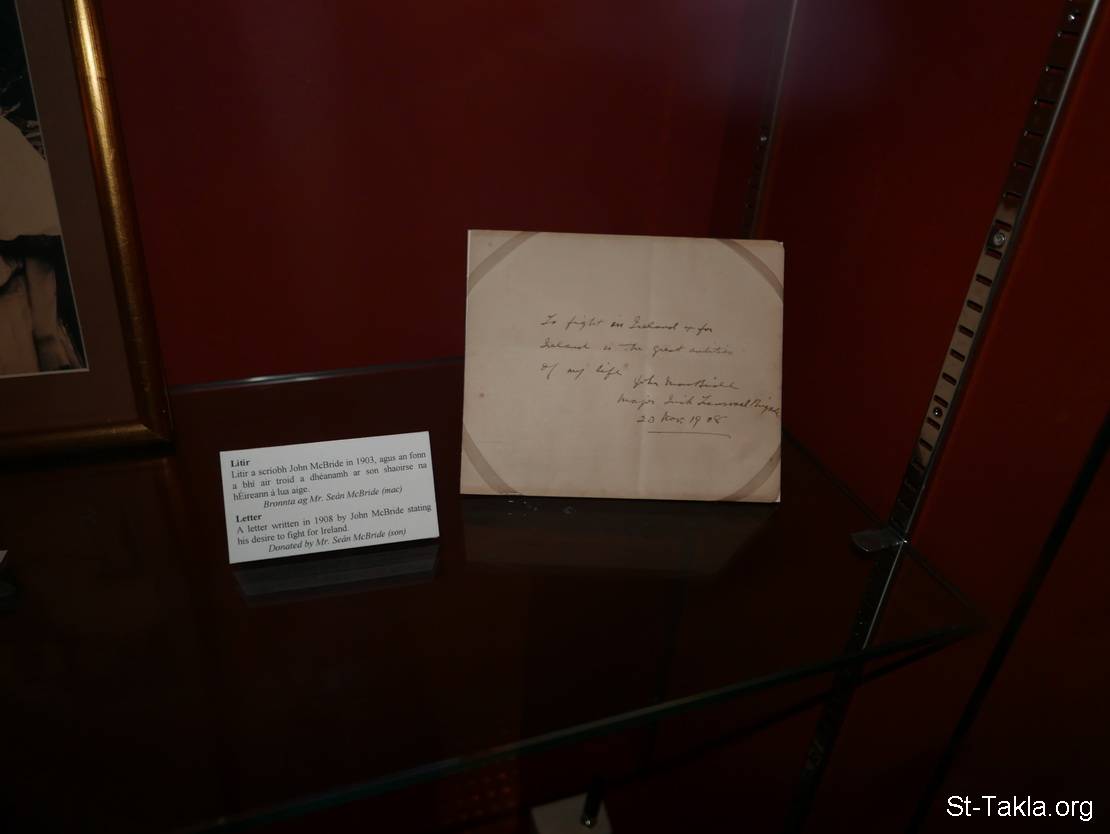 To fight in Ireland & for
Ireland is the great ambition
of my life"
John MacBride
Major Irish Transvaal Brigade
23 Nov. 1908
Litir
Litir a scríobh John McBride in 1903, agus an fonn
a bhí air troid a dhéanamh ar son shaoirse na
hÉireann á lua aige.
Bronnta ag Mr. Seán McBride (mac)
Letter
A letter written in 1908 by John McBride stating
his desire to fight for Ireland.
Donated by Mr. Seán McBride (son)
St-Takla.org